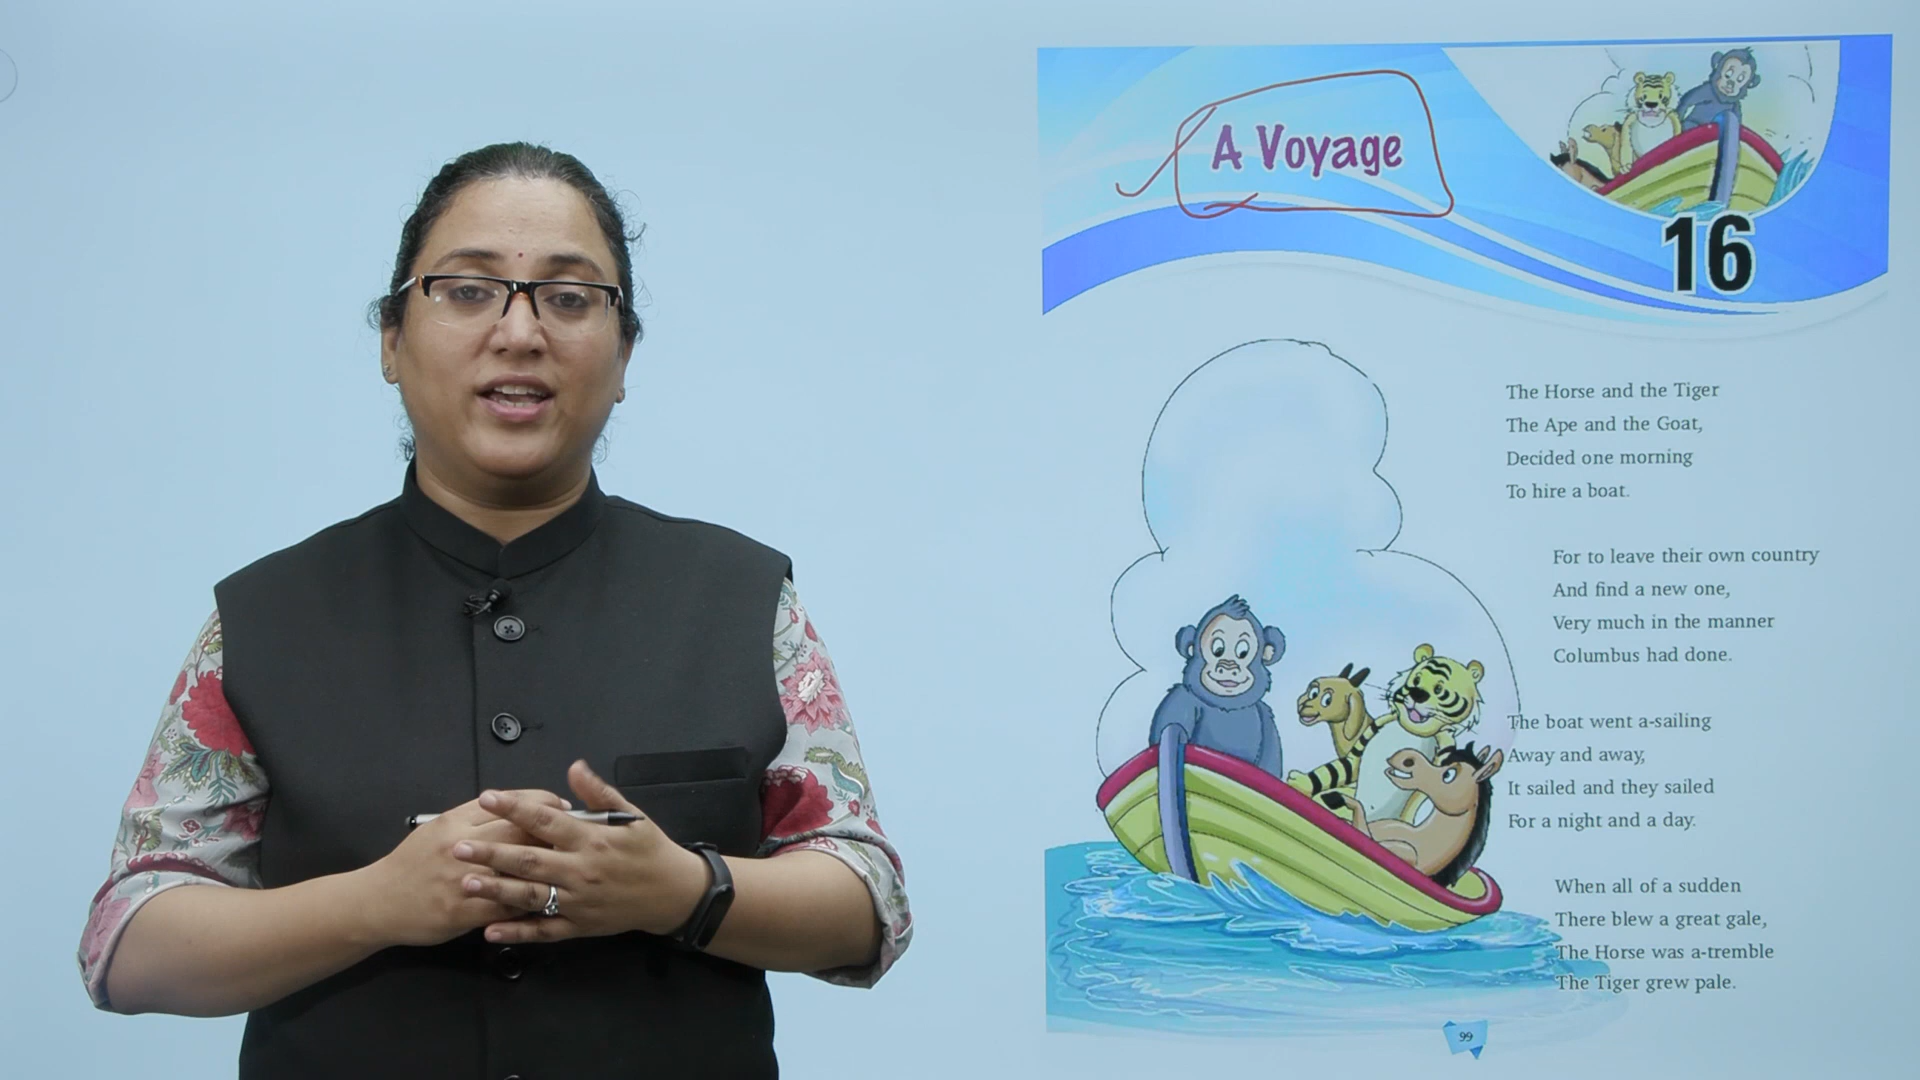 A Voyage
16
The Horse and the Tiger
The Ape and the Goat,
Decided one morning
To hire a boat.
For to leave their own country
And find a new one,
Very much in the manner
Columbus had done.
The boat went a-sailing
Away and away,
It sailed and they sailed
For a night and a day.
When all of a sudden
There blew a great gale,
The Horse was a-tremble
The Tiger grew pale.
99